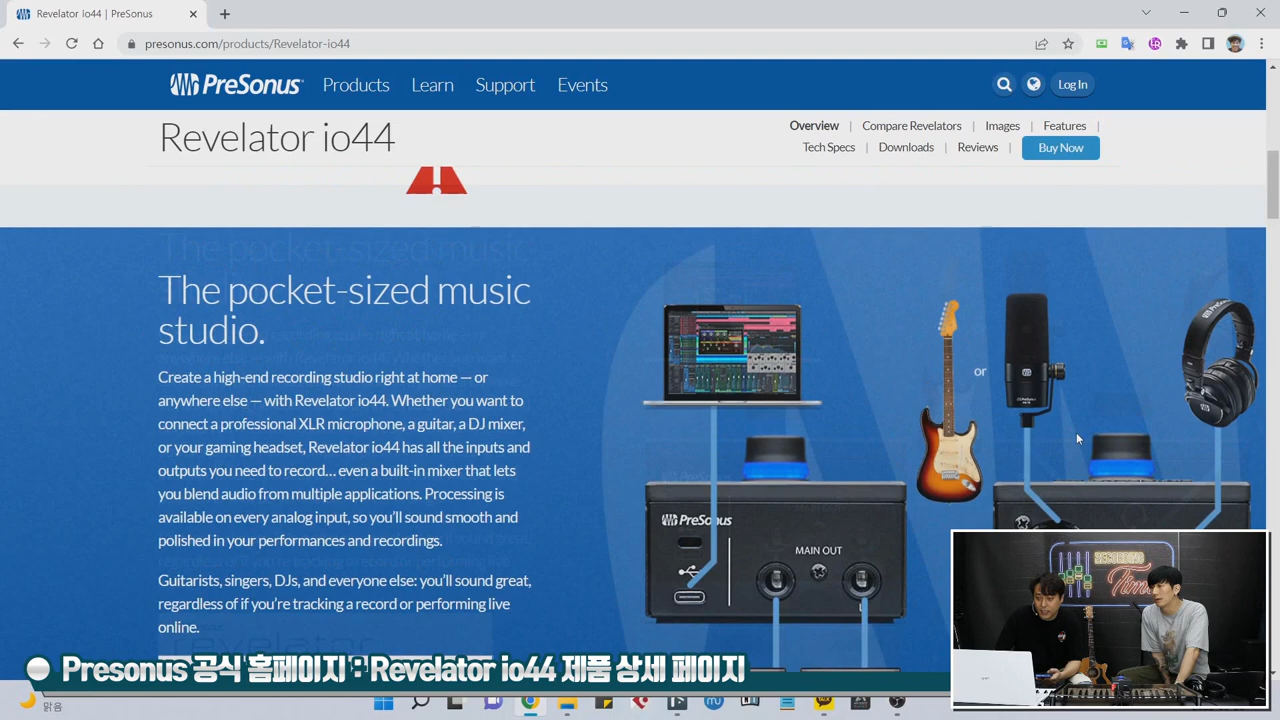 Revelator io44 | PreSonus
presonus.com/products/Revelator-io44
PreSonus
Products
Learn
Support
Events
Log In
Revelator io44
Overview | Compare Revelators | Images | Features |
Tech Specs | Downloads | Reviews | Buy Now
The pocket-sized music
The pocket-sized music
studio.
Create a high-end recording studio right at home — or
anywhere else — with Revelator io44. Whether you want to
connect a professional XLR microphone, a guitar, a DJ mixer,
or your gaming headset, Revelator io44 has all the inputs and
outputs you need to record… even a built-in mixer that lets
you blend audio from multiple applications. Processing is
available on every analog input, so you'll sound smooth and
polished in your performances and recordings.
Guitarists, singers, DJs, and everyone else: you'll sound great,
regardless of if you're tracking a record or performing live
online.
or
PreSonus
MAIN OUT
RECORDING
Time
Presonus 공식 홈페이지 : Revelator io44 제품 상세 페이지
맑음